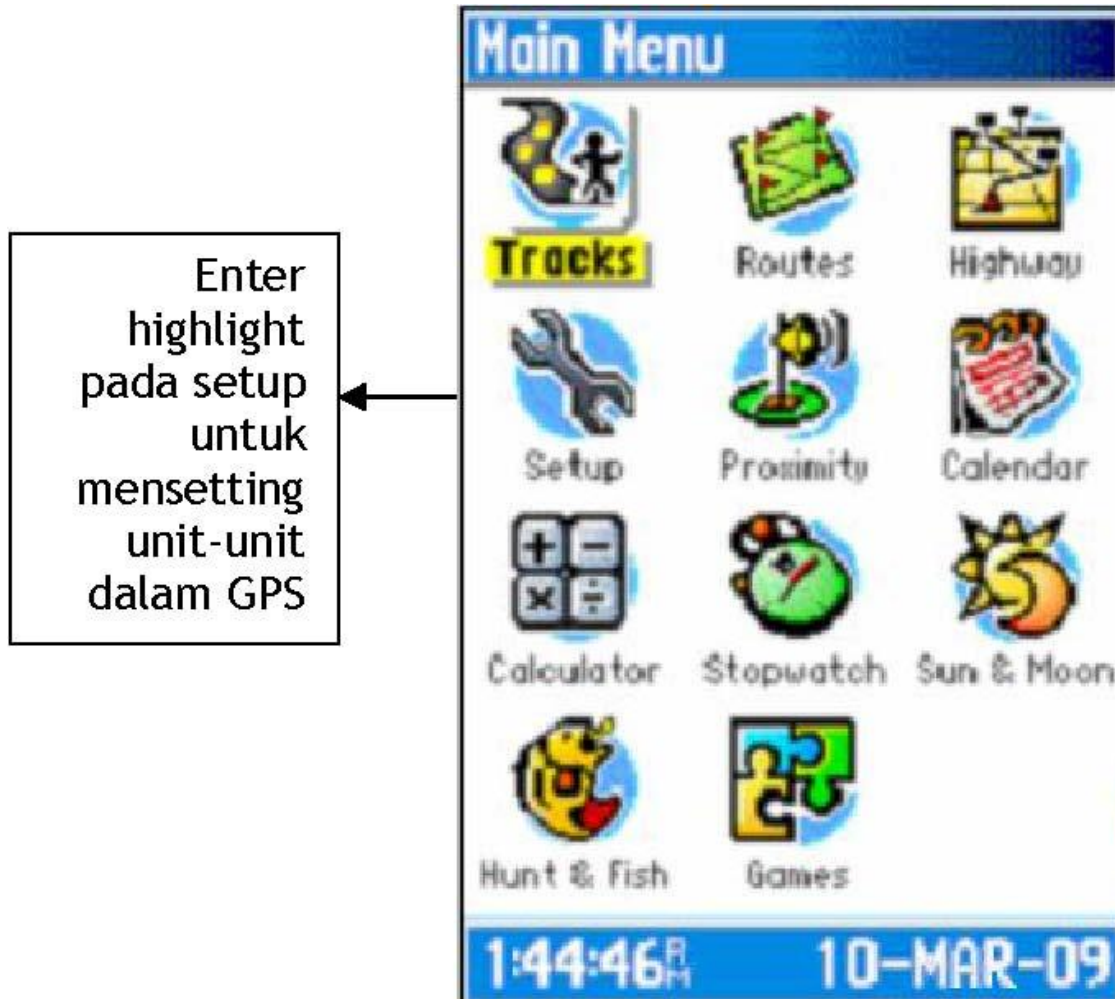 Main Menu
Tracks
Routes
Highway
Enter
highlight
pada setup
untuk
mensetting
unit-unit
dalam GPS
Setup
Proximity
Calendar
Calculator
Stopwatch
Sun & Moon
Hunt & Fish
Games
1:44:46AM 10-MAR-09